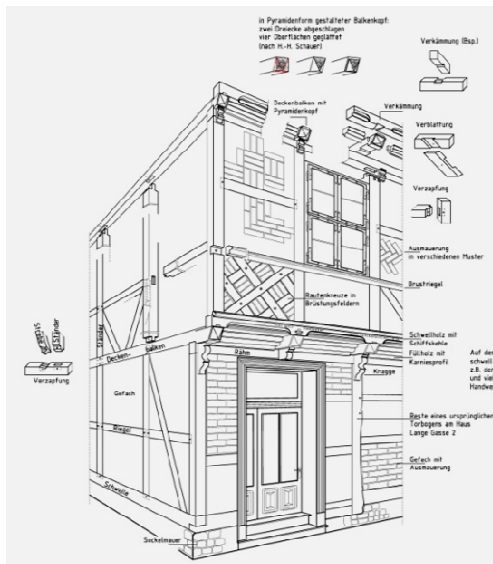 in Pyramidenform gestalteter Balkenkopf:
zwei Dreiecke abgeschlagen
vier Oberflächen geglättet
(nach H.-H. Schauer)
Verkämmung (Bsp.)
Deckenbalken mit
Pyramidenkopf
Verkämmung
Verblattung
Verzapfung
Ausmauerung
in verschiedenen Muster
Brustriegel
Rautenkreuze in
Brüstungsfeldern
Schwellholz mit
Schiffskehle
Füllholz mit
Karniesprofil
Auf der
schwell
z.B. der
und viel
Handwe
Ständer
Ständer
Verzapfung
Decken-
balken
Rähm
Knagge
Gefach
Reste eines ursprünglichen
Torbogens am Haus
Lange Gasse 2
Riegel
Gefach mit
Ausmauerung
Schwelle
Sockelmauer